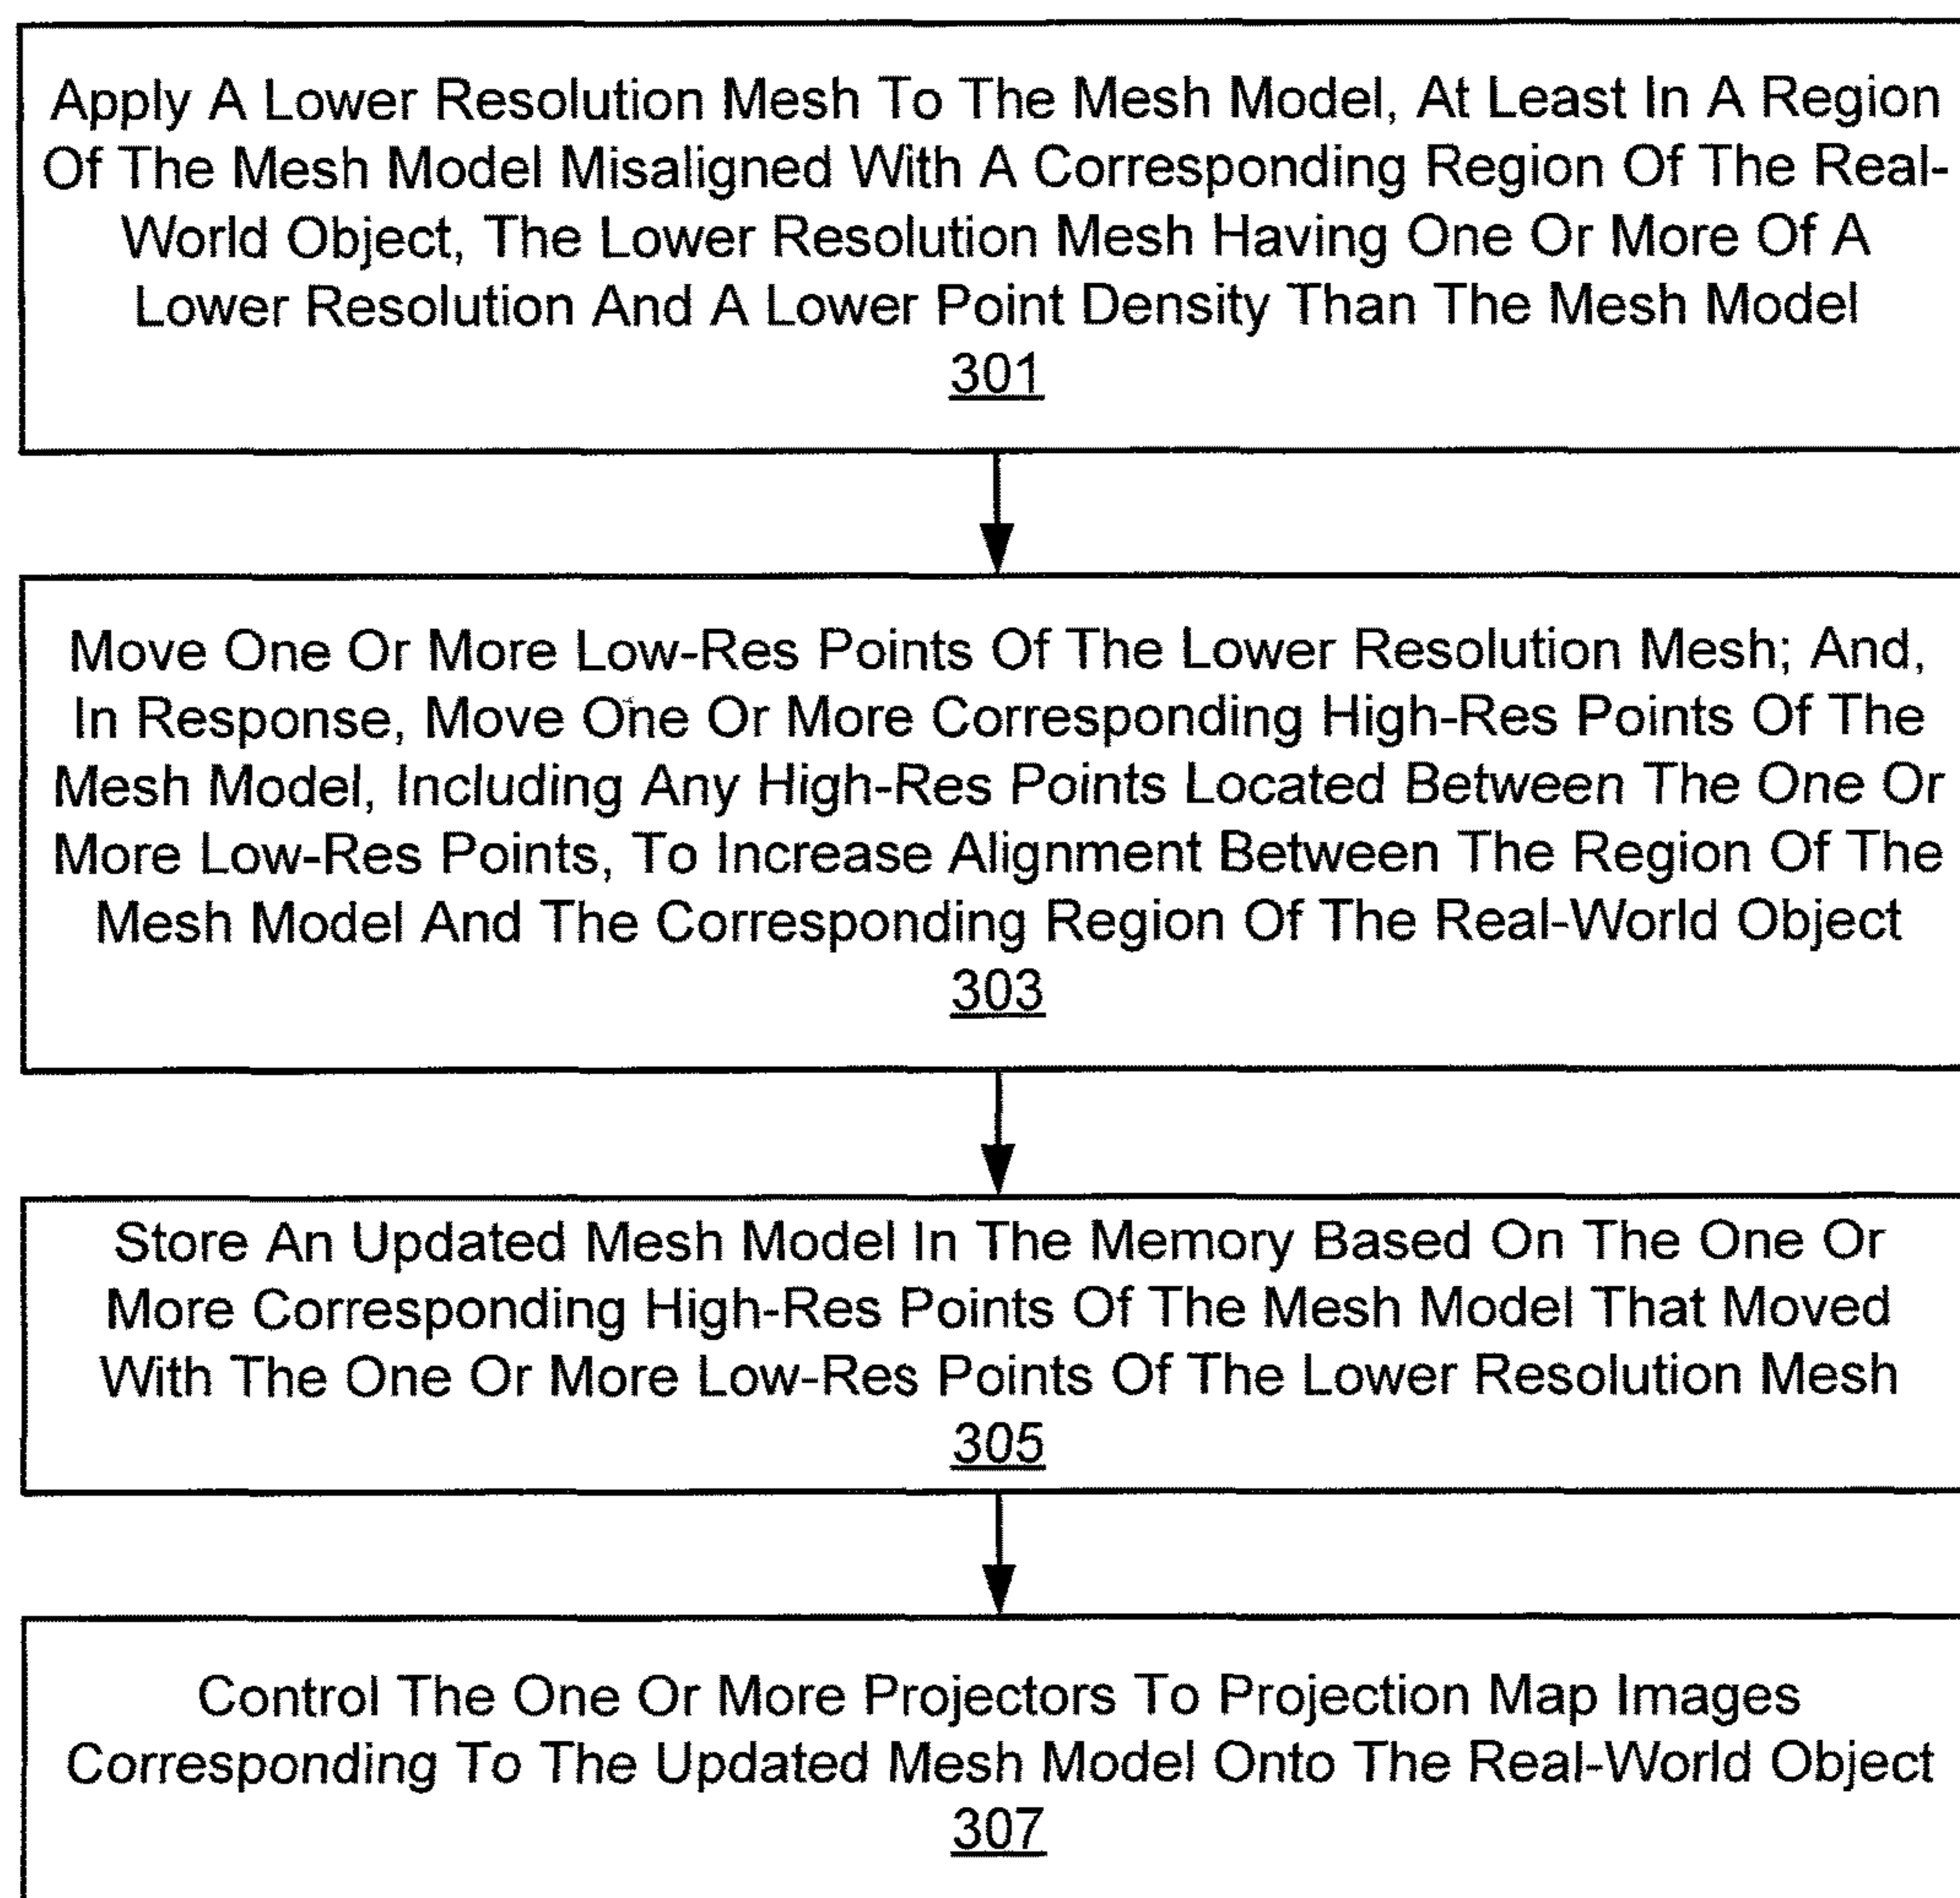 Apply A Lower Resolution Mesh To The Mesh Model, At Least In A Region
Of The Mesh Model Misaligned With A Corresponding Region Of The Real-
World Object, The Lower Resolution Mesh Having One Or More Of A
Lower Resolution And A Lower Point Density Than The Mesh Model
301
Move One Or More Low-Res Points Of The Lower Resolution Mesh; And,
In Response, Move One Or More Corresponding High-Res Points Of The
Mesh Model, Including Any High-Res Points Located Between The One Or
More Low-Res Points, To Increase Alignment Between The Region Of The
Mesh Model And The Corresponding Region Of The Real-World Object
303
Store An Updated Mesh Model In The Memory Based On The One Or
More Corresponding High-Res Points Of The Mesh Model That Moved
With The One Or More Low-Res Points Of The Lower Resolution Mesh
305
Control The One Or More Projectors To Projection Map Images
Corresponding To The Updated Mesh Model Onto The Real-World Object
307